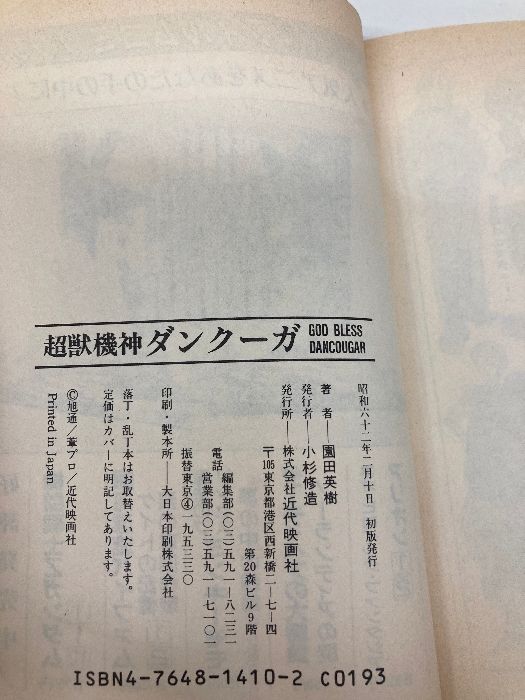 超獣機神ダンクーガ GOD BLESS DANCOUGAR
昭和六十二年二月十日　初版発行
著　者——園田英樹
発行者——小杉修造
発行所——株式会社近代映画社
〒105 東京都港区西新橋二ー七ー四
第20森ビル9階
電話　編集部（〇三）五九一ー八二三一
営業部（〇三）五九一ー七一〇一
振替東京④一九五三三〇
印刷・製本所——大日本印刷株式会社
落丁・乱丁本はお取替えいたします。
定価はカバーに明記してあります。
©旭通／葦プロ／近代映画社
Printed in Japan
ISBN4-7648-1410-2 C0193